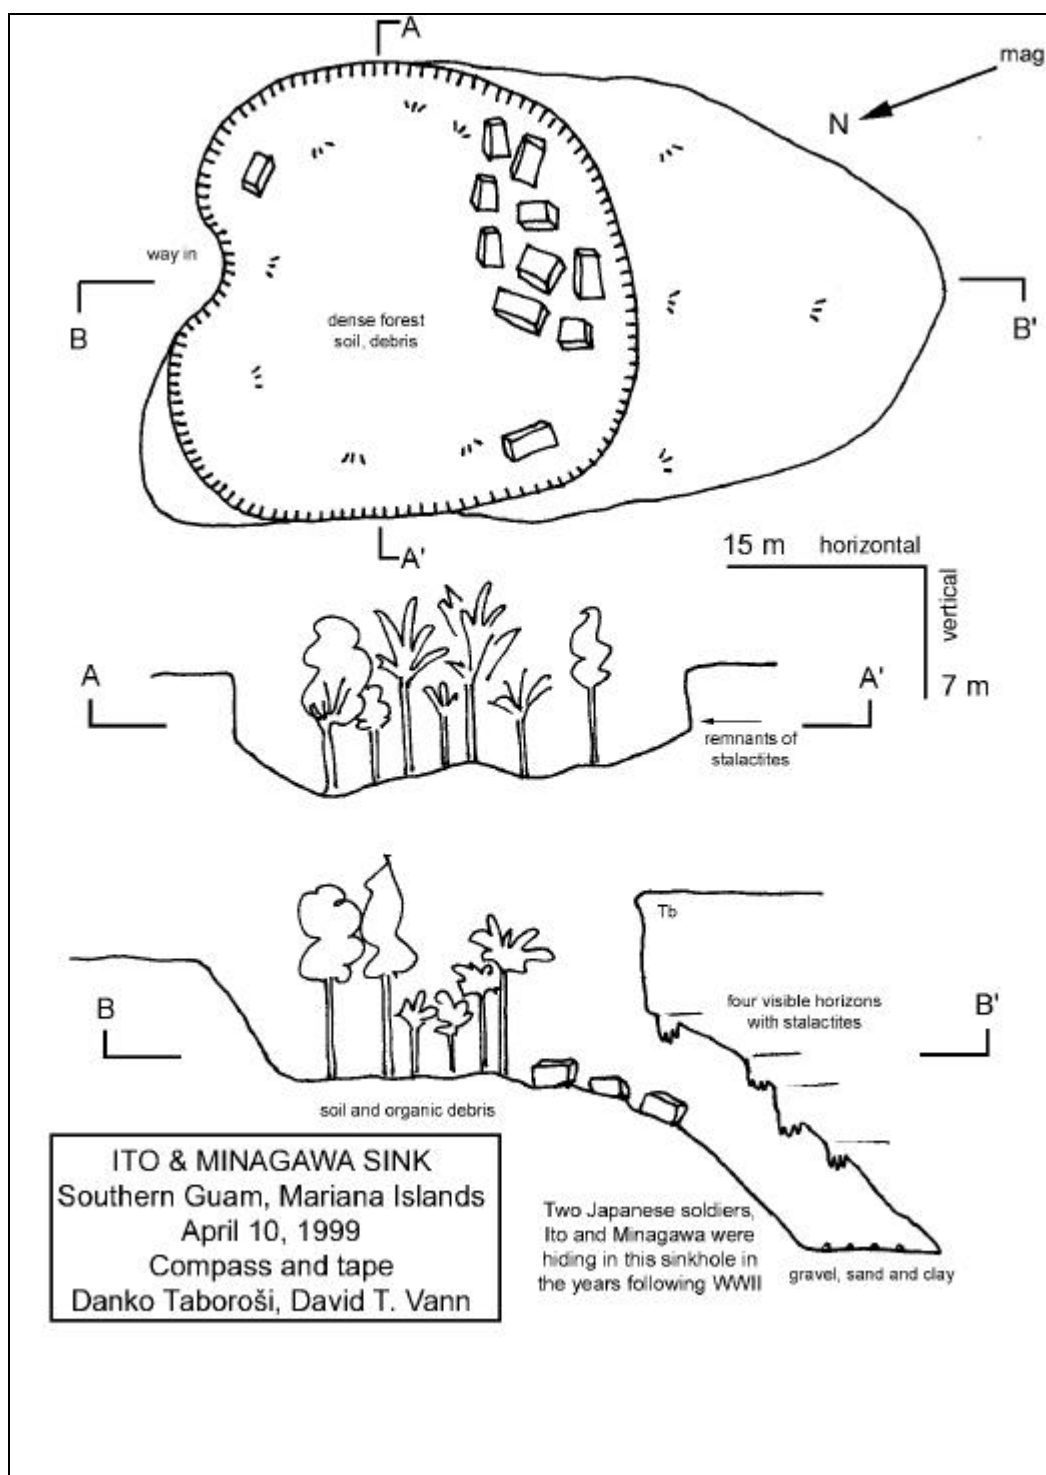 A
mag
N
way in
B
B'
dense forest
soil, debris
A'
15 m horizontal
vertical
7 m
A
A'
remnants of
stalactites
Tb
four visible horizons
with stalactites
B
B'
soil and organic debris
ITO & MINAGAWA SINK
Southern Guam, Mariana Islands
April 10, 1999
Compass and tape
Danko Taboroši, David T. Vann
Two Japanese soldiers,
Ito and Minagawa were
hiding in this sinkhole in
the years following WWII
gravel, sand and clay